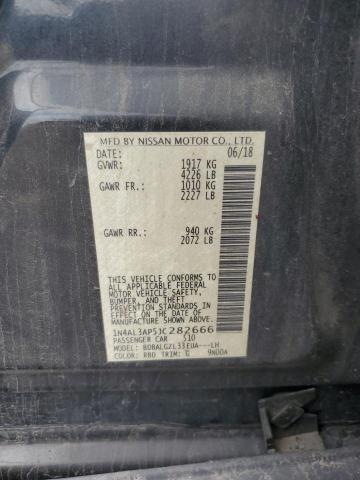 MFD BY NISSAN MOTOR CO., LTD.
DATE: 06/18
GVWR: 1917 KG
4226 LB
GAWR FR.: 1010 KG
2227 LB
GAWR RR.: 940 KG
2072 LB
THIS VEHICLE CONFORMS TO
ALL APPLICABLE FEDERAL
MOTOR VEHICLE SAFETY,
BUMPER, AND THEFT
PREVENTION STANDARDS IN
EFFECT ON THE DATE OF
MANUFACTURE SHOWN ABOVE.
1N4AL3AP5JC282666
PASSENGER CAR S10
MODEL: BDBALGZL33EUA---LH
COLOR: RBD TRIM: G 9N0DA